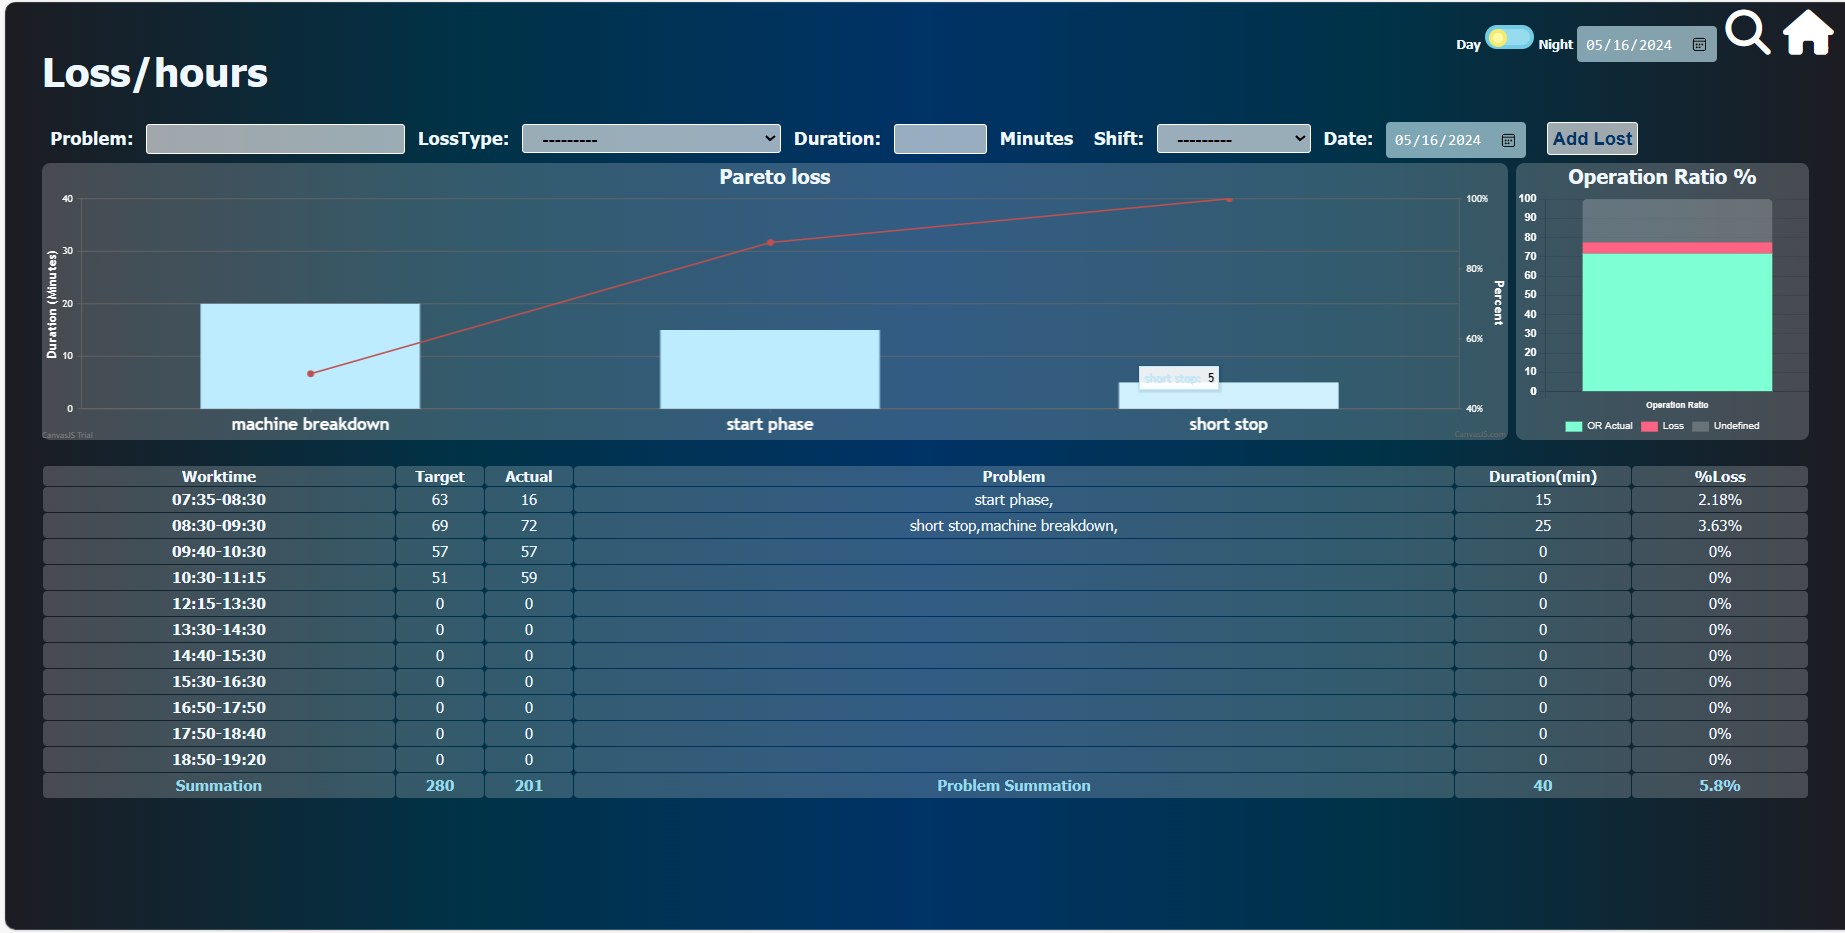 Day Night 05/16/2024
Loss/hours
Problem: LossType: --------- Duration: Minutes Shift: --------- Date: 05/16/2024 Add Lost
Pareto loss
Duration (Minutes)
40
30
20
10
0
100%
80%
60%
40%
Percent
short stop: 5
machine breakdown start phase short stop
CanvasJS Trial CanvasJS.com
Operation Ratio %
100
90
80
70
60
50
40
30
20
10
0
Operation Ratio
OR Actual Loss Undefined
Worktime Target Actual Problem Duration(min) %Loss
07:35-08:30 63 16 start phase, 15 2.18%
08:30-09:30 69 72 short stop,machine breakdown, 25 3.63%
09:40-10:30 57 57 0 0%
10:30-11:15 51 59 0 0%
12:15-13:30 0 0 0 0%
13:30-14:30 0 0 0 0%
14:40-15:30 0 0 0 0%
15:30-16:30 0 0 0 0%
16:50-17:50 0 0 0 0%
17:50-18:40 0 0 0 0%
18:50-19:20 0 0 0 0%
Summation 280 201 Problem Summation 40 5.8%